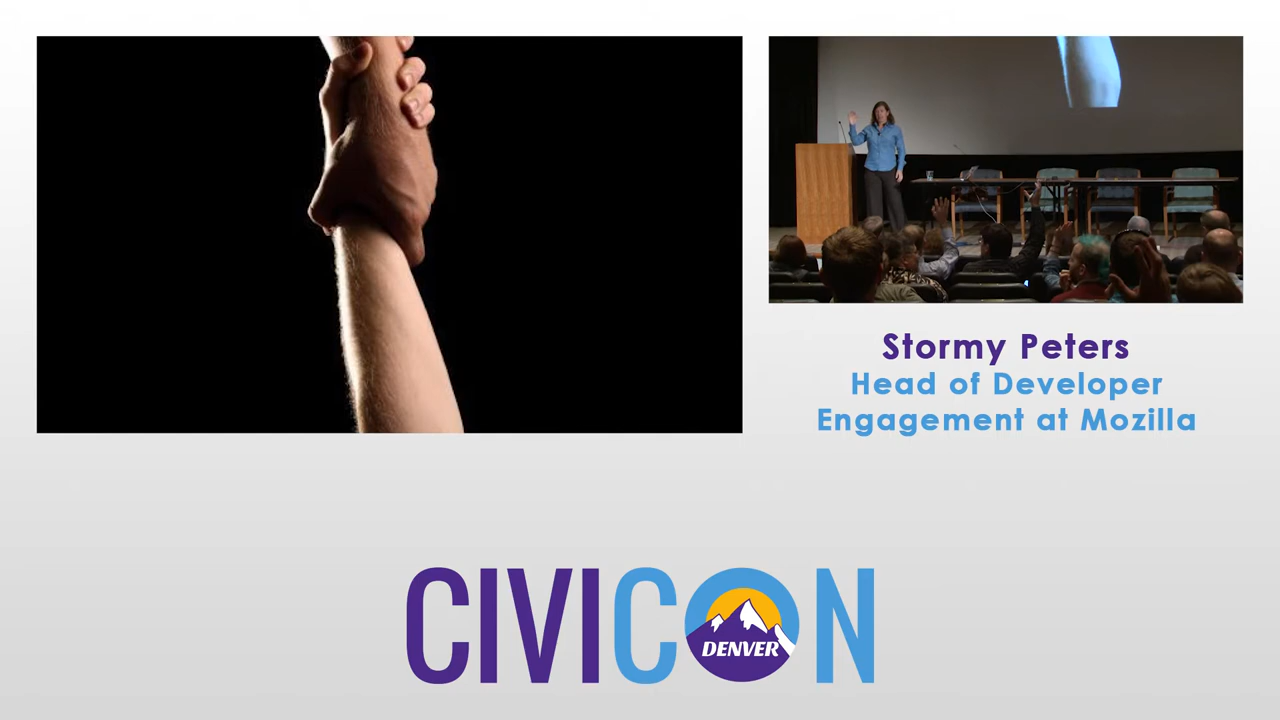 Stormy Peters
Head of Developer
Engagement at Mozilla
CIVICON
DENVER